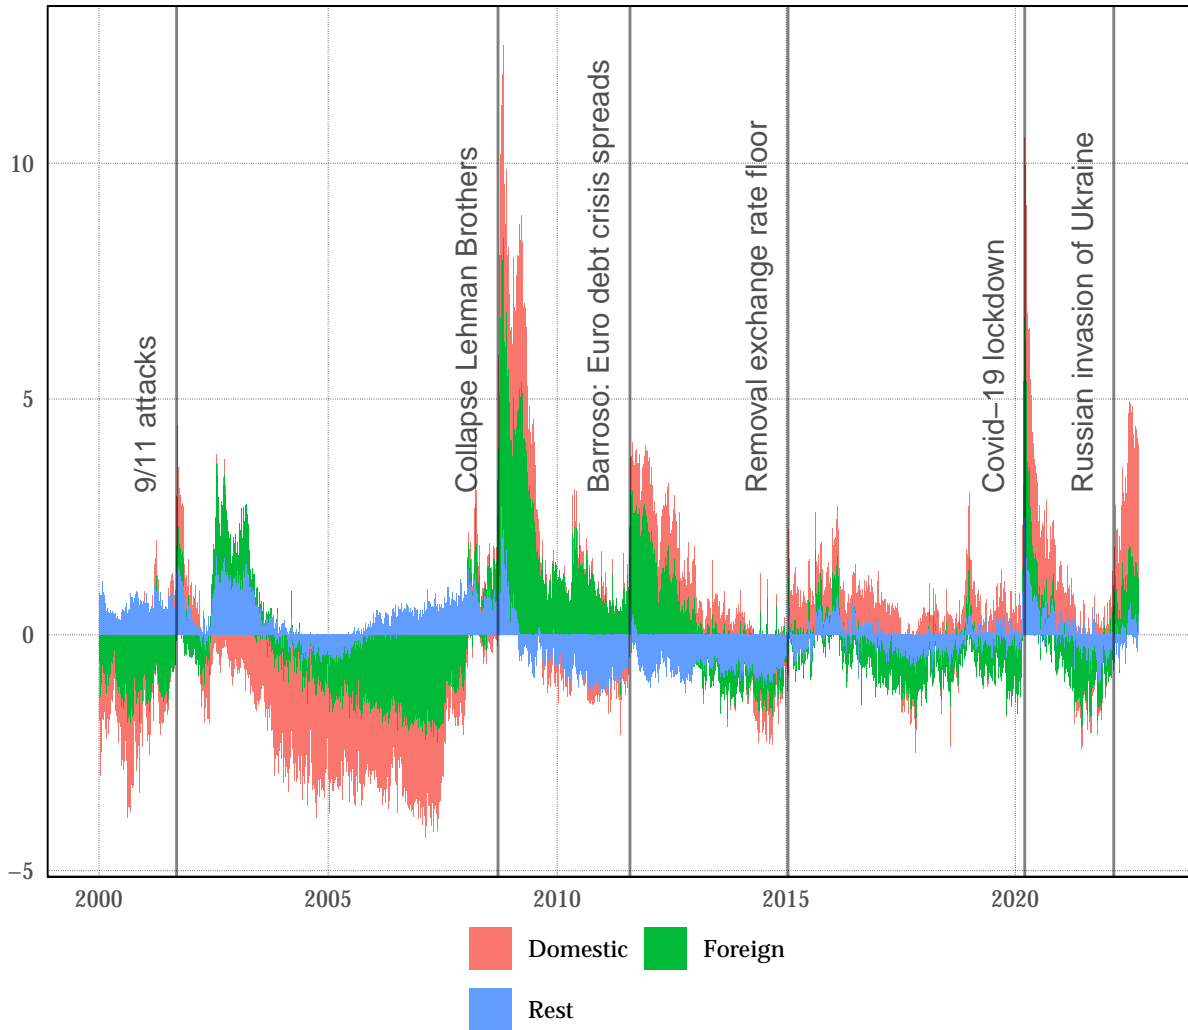 10
5
0
−5
9/11 attacks
Collapse Lehman Brothers
Barroso: Euro debt crisis spreads
Removal exchange rate floor
Covid−19 lockdown
Russian invasion of Ukraine
2000 2005 2010 2015 2020
Domestic Foreign
Rest